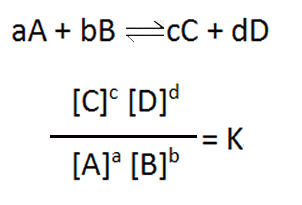 aA + bB ⇌ cC + dD
[C]ᶜ [D]ᵈ
[A]ᵃ [B]ᵇ = K